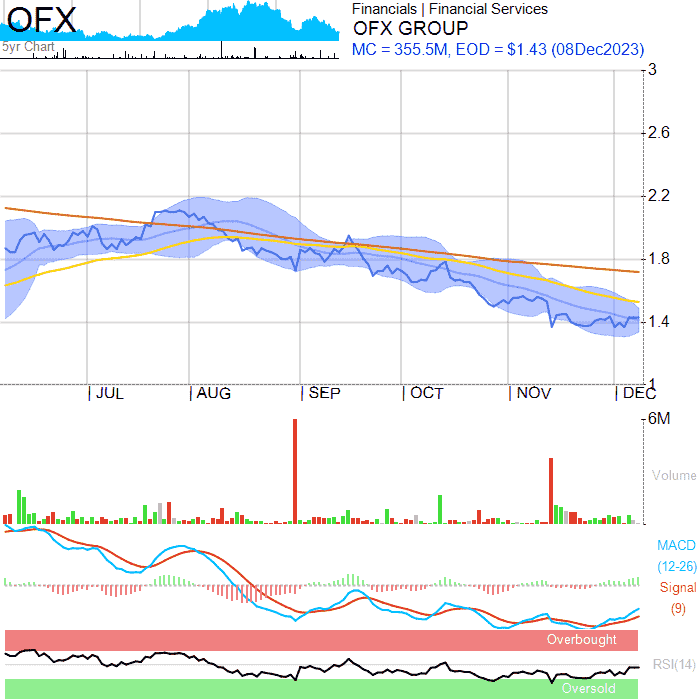 OFX
5yr Chart
Financials | Financial Services
OFX GROUP
MC = 355.5M, EOD = $1.43 (08Dec2023)
3
2.6
2.2
1.8
1.4
1
JUL
AUG
SEP
OCT
NOV
DEC
6M
Volume
MACD
(12-26)
Signal
(9)
Overbought
RSI(14)
Oversold